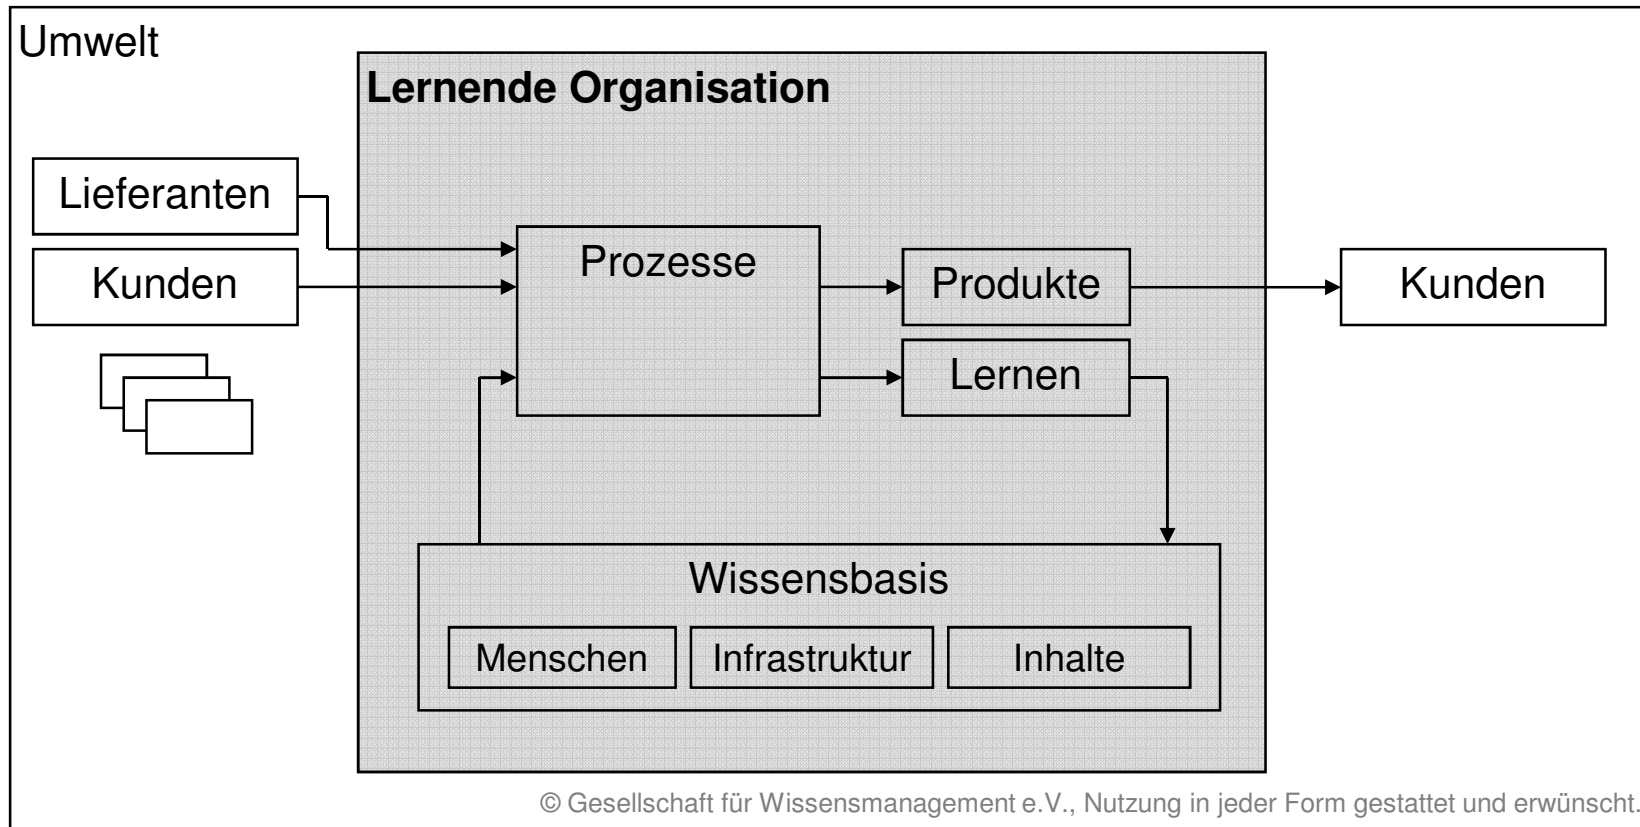 Umwelt
Lernende Organisation
Lieferanten
Kunden
Prozesse
Produkte
Lernen
Kunden
Wissensbasis
Menschen
Infrastruktur
Inhalte
© Gesellschaft für Wissensmanagement e.V., Nutzung in jeder Form gestattet und erwünscht.